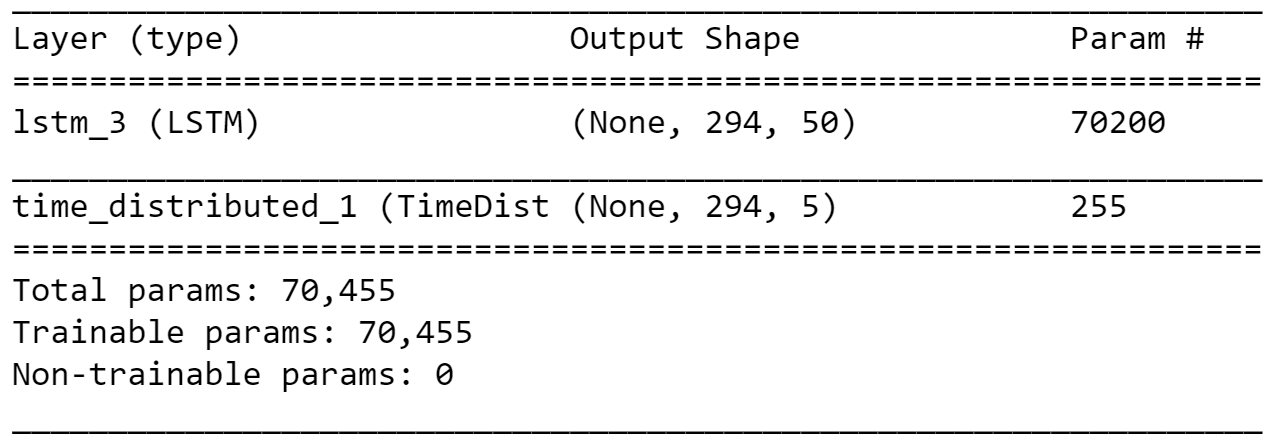 Layer (type) Output Shape Param #
lstm_3 (LSTM) (None, 294, 50) 70200
time_distributed_1 (TimeDist (None, 294, 5) 255
Total params: 70,455
Trainable params: 70,455
Non-trainable params: 0